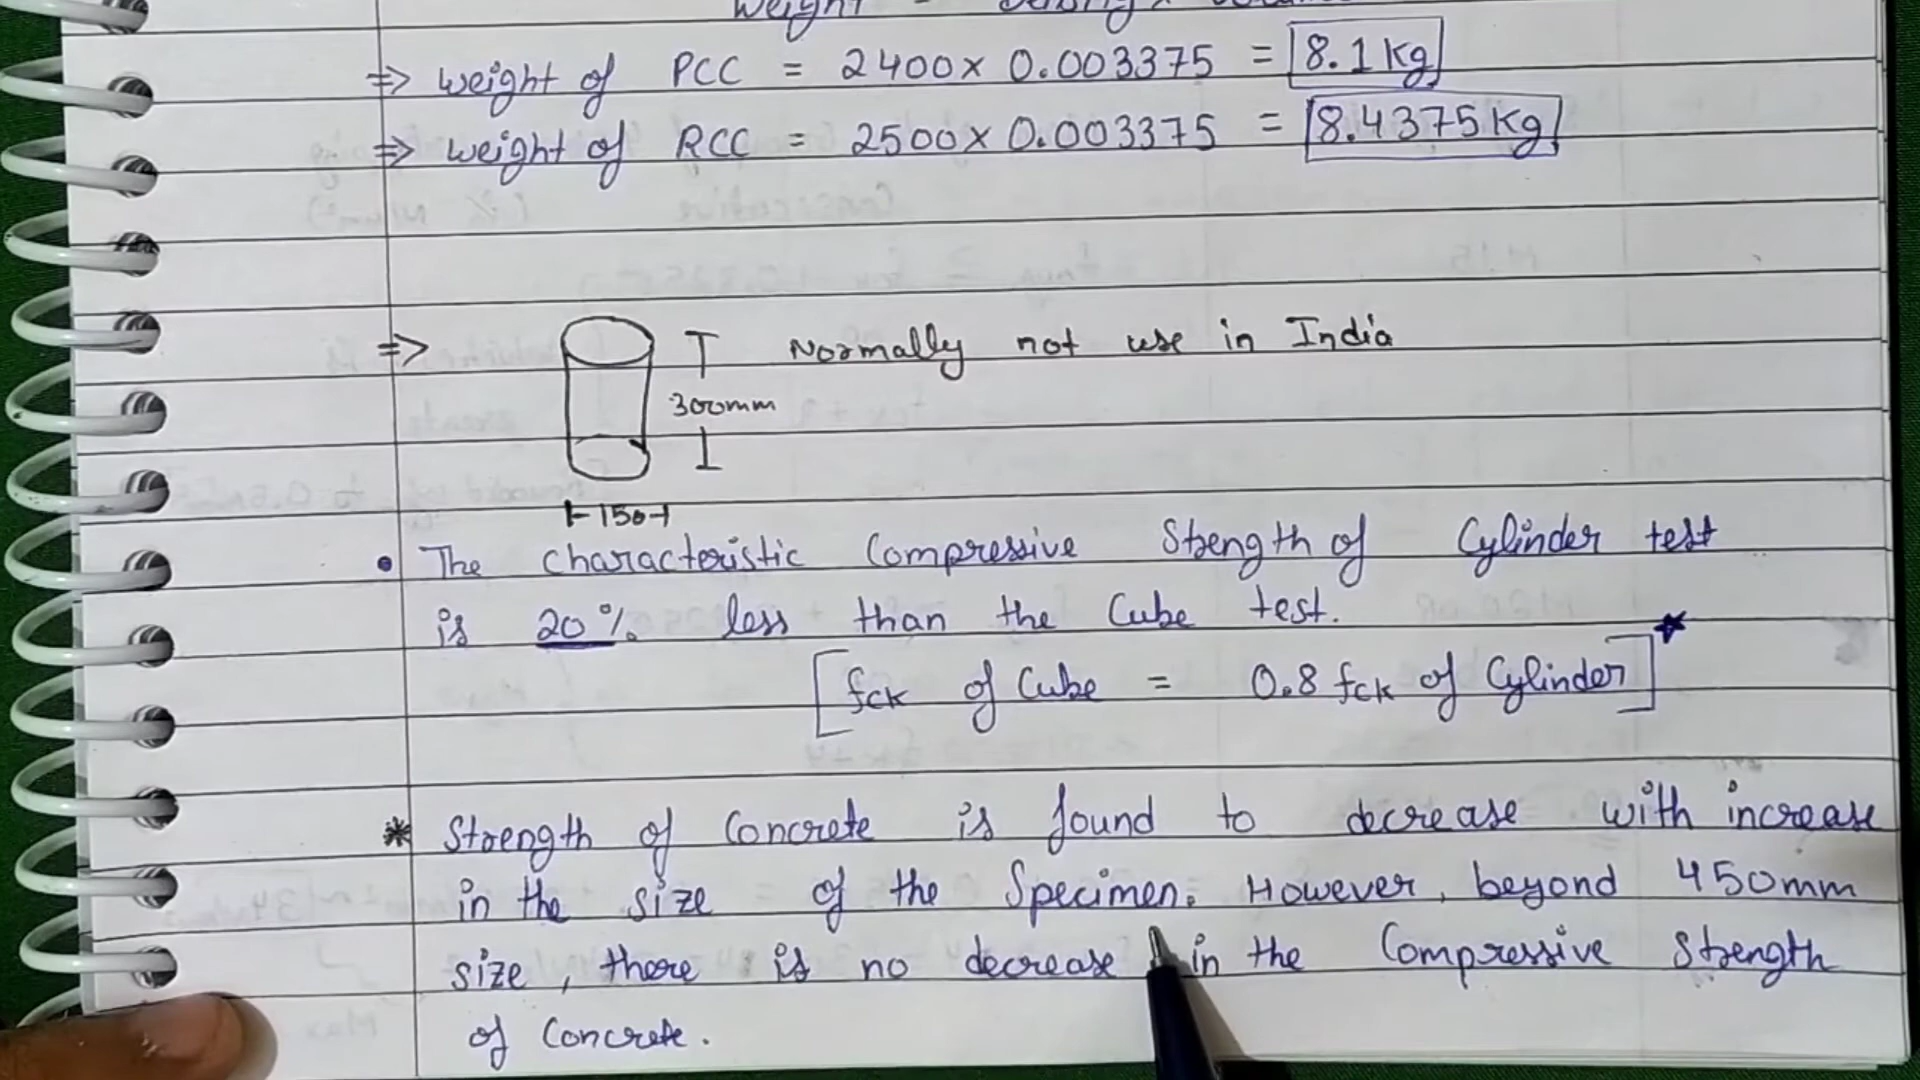 Weight = Density x
=> weight of PCC = 2400 x 0.003375 = 8.1 kg
=> weight of RCC = 2500 x 0.003375 = 8.4375 kg
=> Normally not use in India
300mm
150
• The characteristic compressive strength of cylinder test
is 20% less than the cube test.
[fck of cube = 0.8 fck of cylinder]*
* Strength of concrete is found to decrease with increase
in the size of the specimen. However, beyond 450mm
size, there is no decrease in the compressive strength
of concrete.